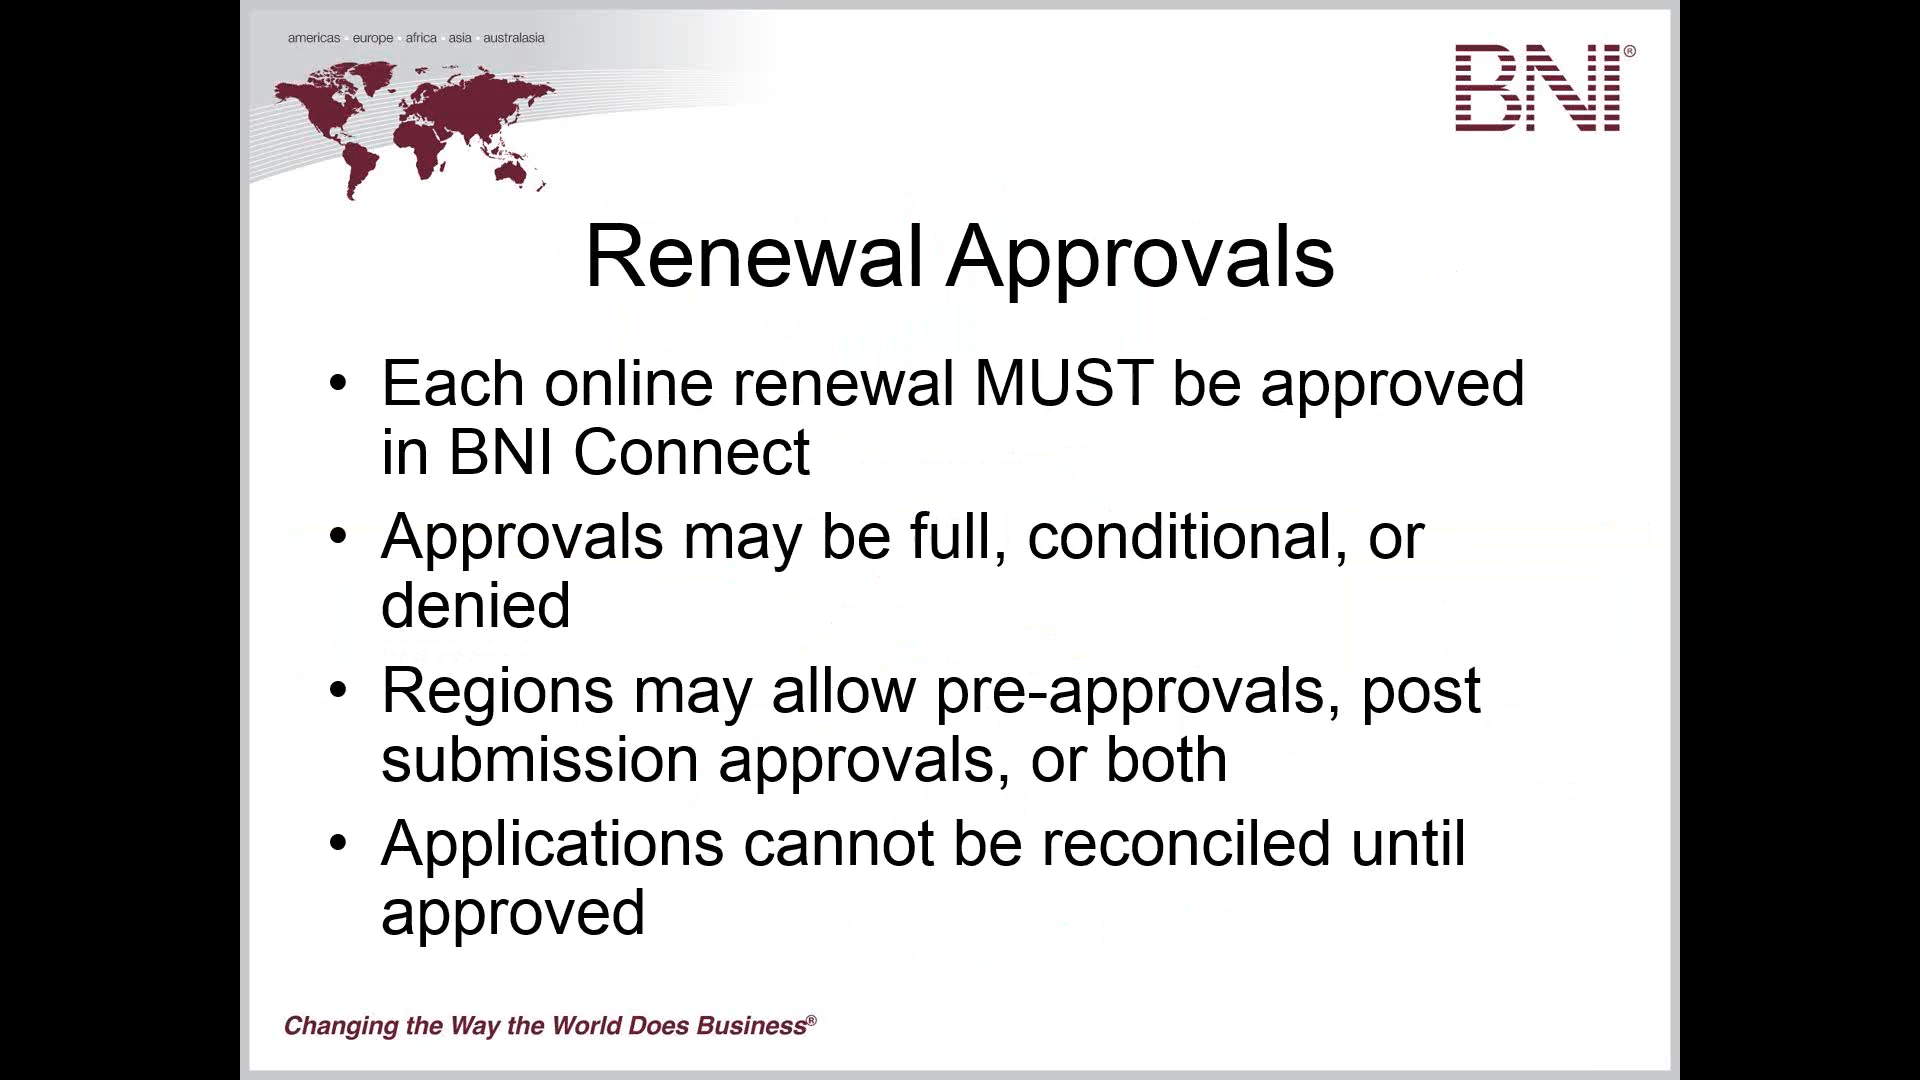 americas europe africa asia australasia
BNI®
Renewal Approvals
• Each online renewal MUST be approved
in BNI Connect
• Approvals may be full, conditional, or
denied
• Regions may allow pre-approvals, post
submission approvals, or both
• Applications cannot be reconciled until
approved
Changing the Way the World Does Business®